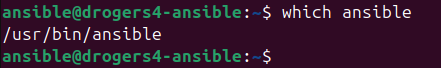 ansible@drogers4-ansible:~$ which ansible
/usr/bin/ansible
ansible@drogers4-ansible:~$